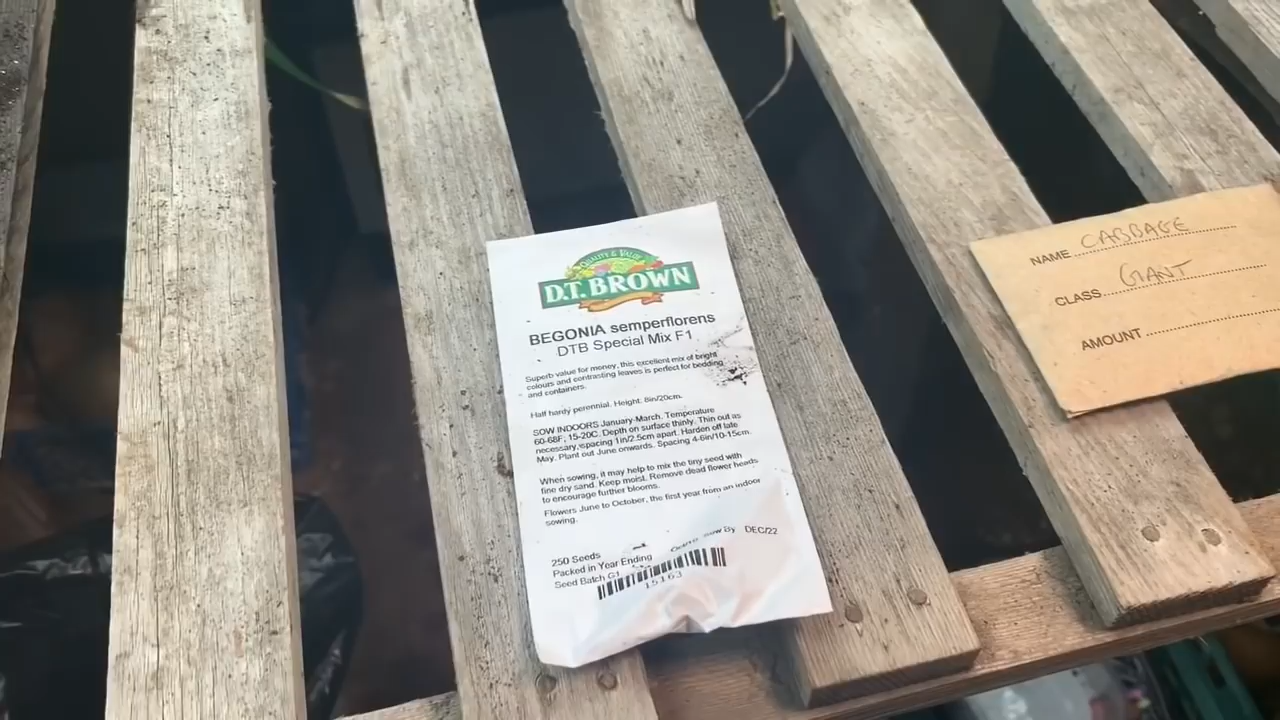 QUALITY & VALUE
D.T. BROWN
BEGONIA semperflorens
DTB Special Mix F1
Superb value for money, this excellent mix of bright
colours and contrasting leaves is perfect for bedding
and containers.
Half hardy perennial. Height: 8in/20cm.
SOW INDOORS January-March. Temperature
60-68F, 15-20C. Depth on surface thinly. Thin out as
necessary, spacing 1in/2.5cm apart. Harden off late
May. Plant out June onwards. Spacing 4-6in/10-15cm.
When sowing, it may help to mix the tiny seed with
fine dry sand. Keep moist. Remove dead flower heads
to encourage further blooms.
Flowers June to October, the first year from an indoor
sowing.
250 Seeds
Packed in Year Ending Sow By DEC/22
Seed Batch G1
15163
NAME CABBAGE
CLASS GIANT
AMOUNT